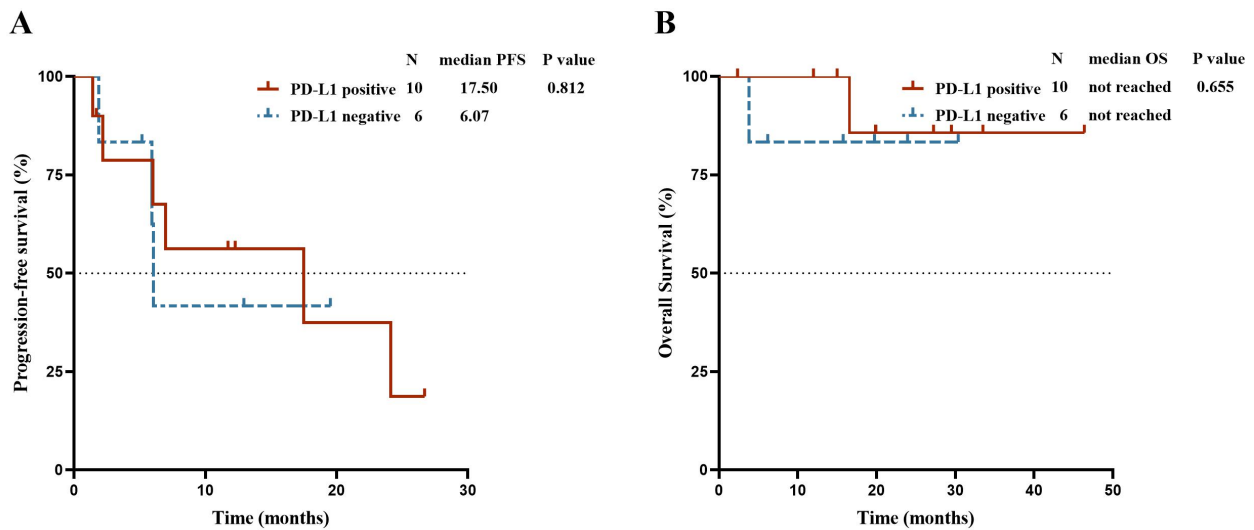 A
N median PFS P value
PD-L1 positive 10 17.50 0.812
PD-L1 negative 6 6.07
Progression-free survival (%)
100
75
50
25
0
0 10 20 30
Time (months)
B
N median OS P value
PD-L1 positive 10 not reached 0.655
PD-L1 negative 6 not reached
Overall Survival (%)
100
75
50
25
0
0 10 20 30 40 50
Time (months)